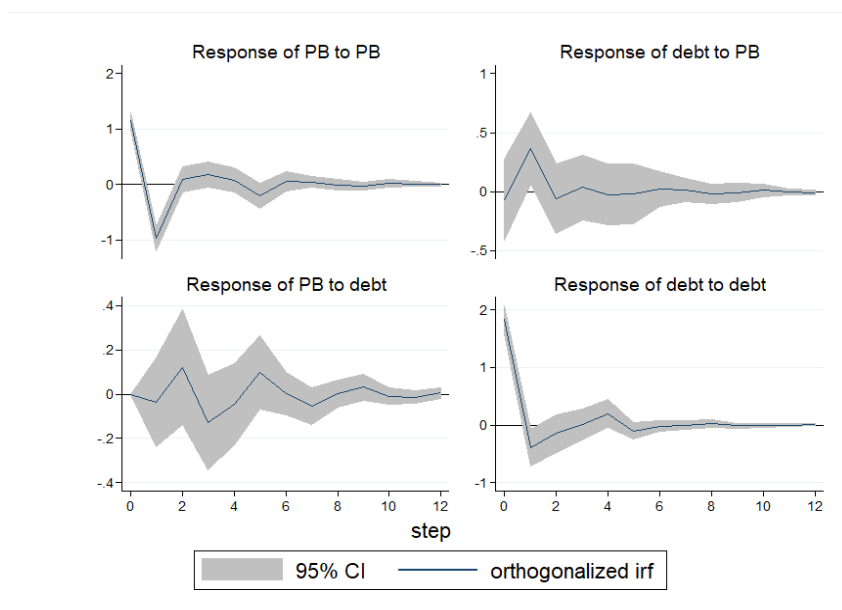 Response of PB to PB
2
1
0
-1
Response of debt to PB
1
.5
0
-.5
Response of PB to debt
.4
.2
0
-.2
-.4
0 2 4 6 8 10 12
Response of debt to debt
2
1
0
-1
0 2 4 6 8 10 12
step
95% CI orthogonalized irf